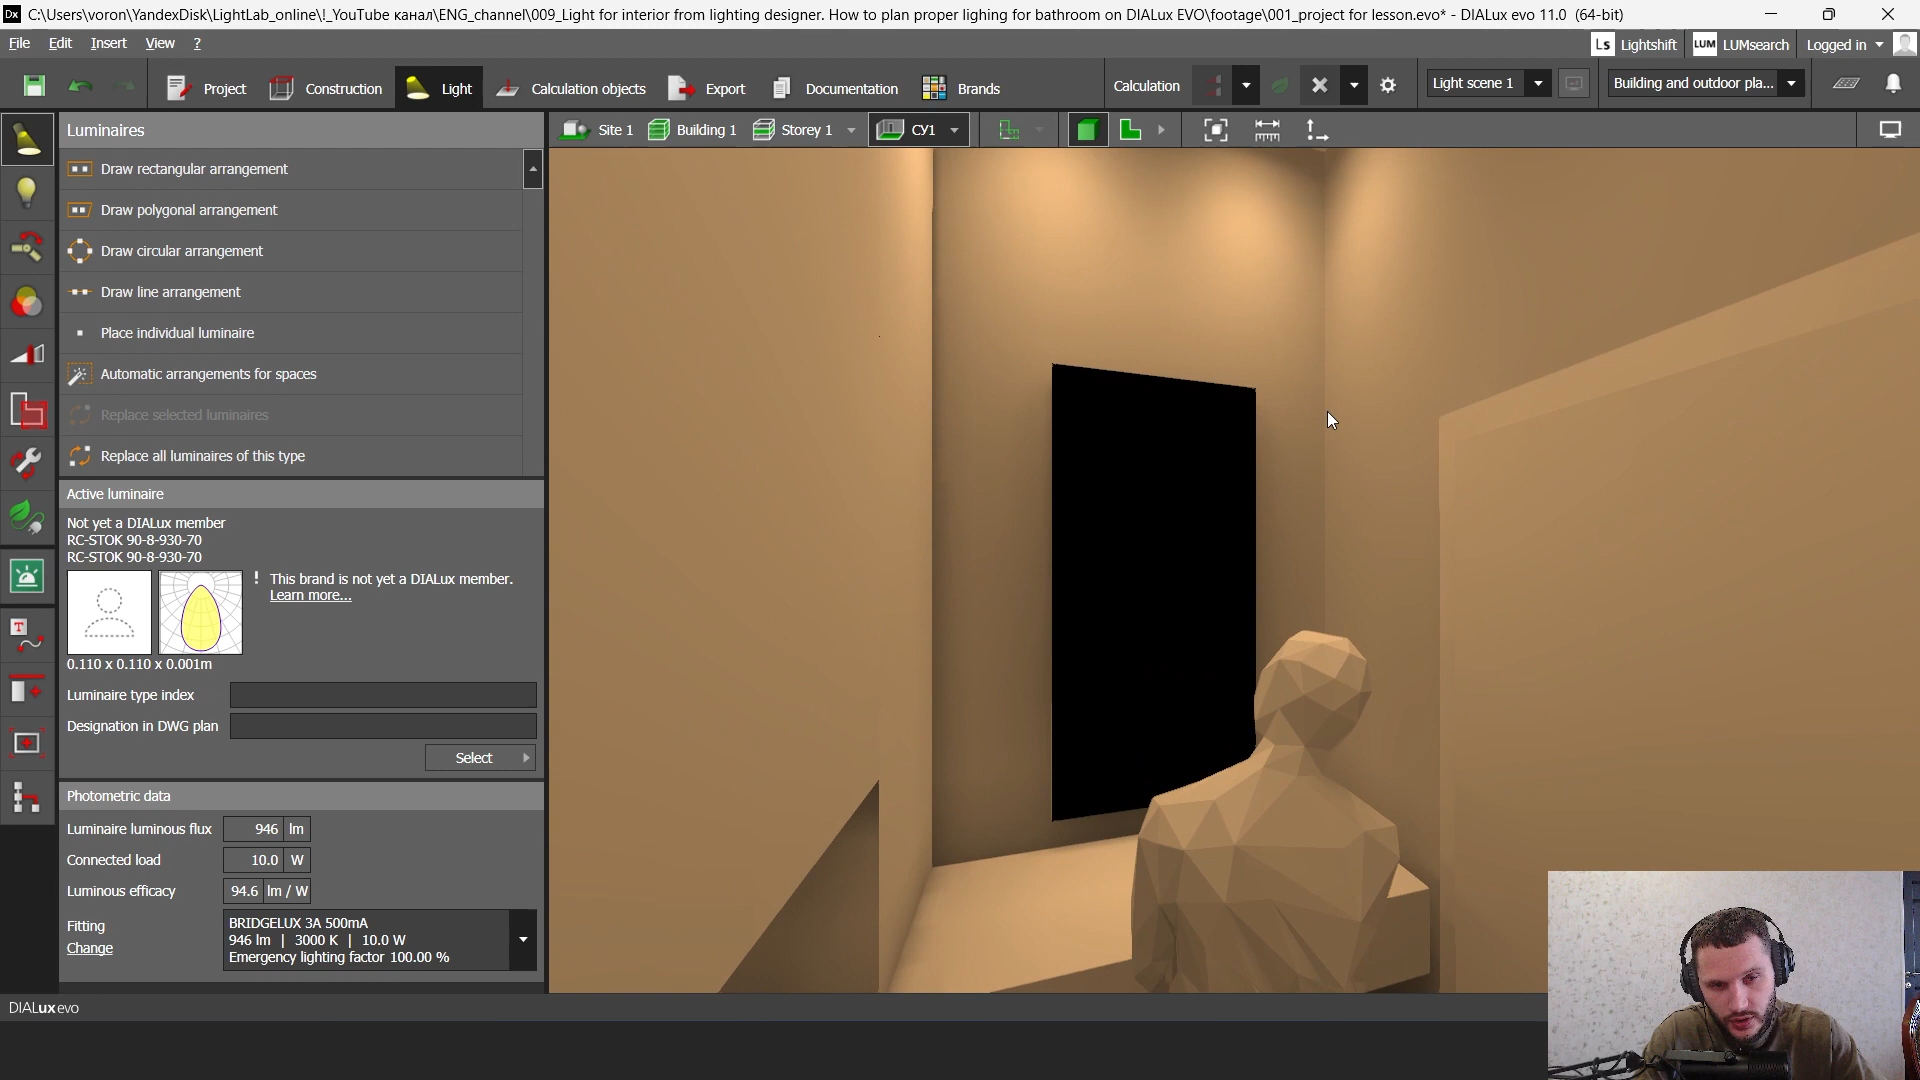 Dx C:\Users\voron\YandexDisk\LightLab_online\!_YouTube канал\ENG_channel\009_Light for interior from lighting designer. How to plan proper lighing for bathroom on DIALux EVO\footage\001_project for lesson.evo* - DIALux evo 11.0 (64-bit)
File Edit Insert View ?
Ls Lightshift LUM LUMsearch Logged in
Project Construction Light Calculation objects Export Documentation Brands Calculation Light scene 1 Building and outdoor pla...
Luminaires
Site 1 Building 1 Storey 1 СУ1
Draw rectangular arrangement
Draw polygonal arrangement
Draw circular arrangement
Draw line arrangement
Place individual luminaire
Automatic arrangements for spaces
Replace selected luminaires
Replace all luminaires of this type
Active luminaire
Not yet a DIALux member
RC-STOK 90-8-930-70
RC-STOK 90-8-930-70
! This brand is not yet a DIALux member.
Learn more...
0.110 x 0.110 x 0.001m
Luminaire type index
Designation in DWG plan
Select
Photometric data
Luminaire luminous flux 946 lm
Connected load 10.0 W
Luminous efficacy 94.6 lm / W
Fitting
Change
BRIDGELUX 3A 500mA
946 lm | 3000 K | 10.0 W
Emergency lighting factor 100.00 %
DIALux evo